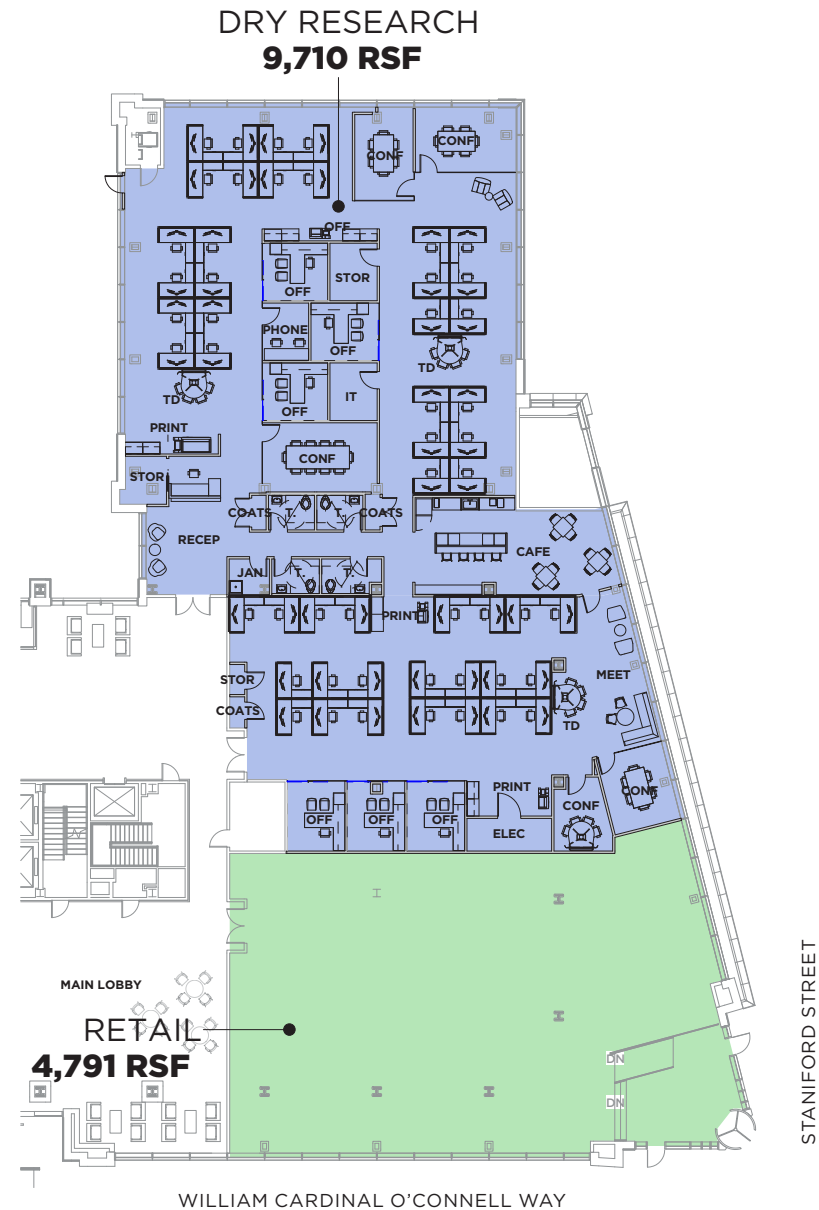 DRY RESEARCH
9,710 RSF
CONF
CONF
OFF
STOR
OFF
PHONE
OFF
TD
TD
IT
OFF
PRINT
CONF
STOR
COATS
T.
T.
COATS
RECEP
CAFE
JAN.
T.
T.
PRINT
STOR
MEET
COATS
TD
PRINT
CONF
CONF
OFF
OFF
OFF
ELEC
MAIN LOBBY
RETAIL
4,791 RSF
DN
DN
STANIFORD STREET
WILLIAM CARDINAL O'CONNELL WAY